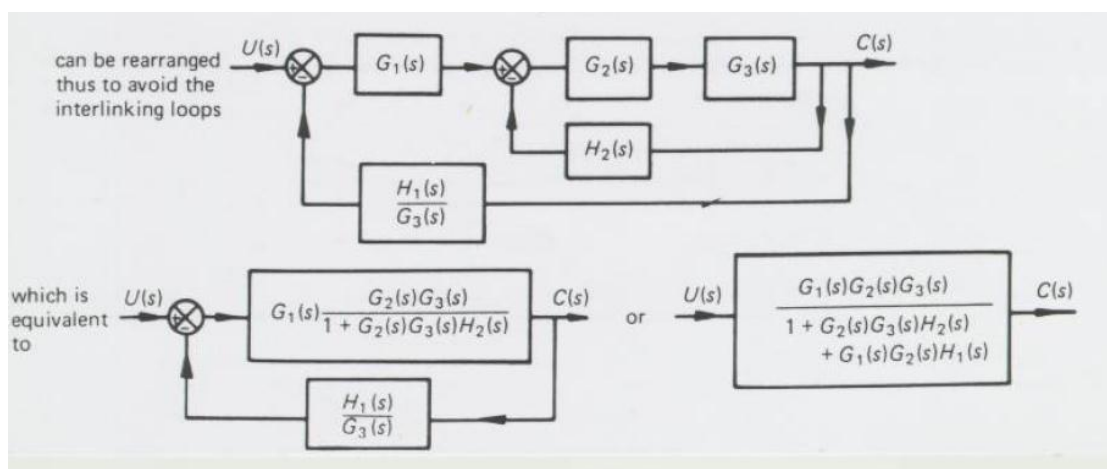 can be rearranged
thus to avoid the
interlinking loops
U(s)
+
−
G₁(s)
+
−
G₂(s)
G₃(s)
C(s)
H₂(s)
H₁(s)
G₃(s)
which is
equivalent
to
U(s)
+
−
G₁(s) G₂(s)G₃(s)
1 + G₂(s)G₃(s)H₂(s)
C(s)
H₁(s)
G₃(s)
or
U(s)
G₁(s)G₂(s)G₃(s)
1 + G₂(s)G₃(s)H₂(s)
+ G₁(s)G₂(s)H₁(s)
C(s)